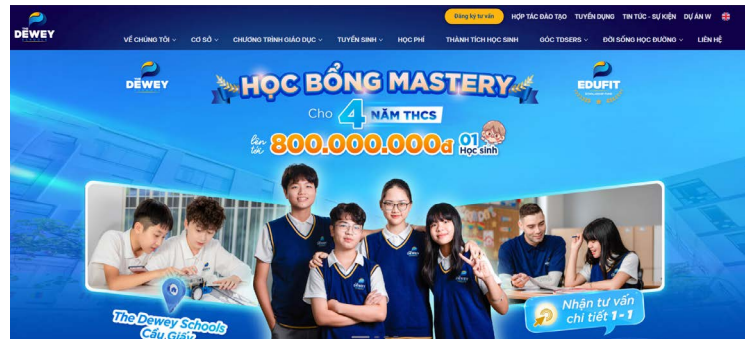 THE
DEWEY
Đăng ký tư vấn
HỢP TÁC ĐÀO TẠO
TUYỂN DỤNG
TIN TỨC - SỰ KIỆN
DỰ ÁN W
VỀ CHÚNG TÔI
CƠ SỞ
CHƯƠNG TRÌNH GIÁO DỤC
TUYỂN SINH
HỌC PHÍ
THÀNH TÍCH HỌC SINH
GÓC TDSERS
ĐỜI SỐNG HỌC ĐƯỜNG
LIÊN HỆ
THE
DEWEY
EDUFIT
HỌC BỔNG MASTERY
Cho 4 NĂM THCS
lên tới 800.000.000đ 01 Học sinh
The Dewey Schools
Cầu Giấy
Nhận tư vấn
chi tiết 1-1